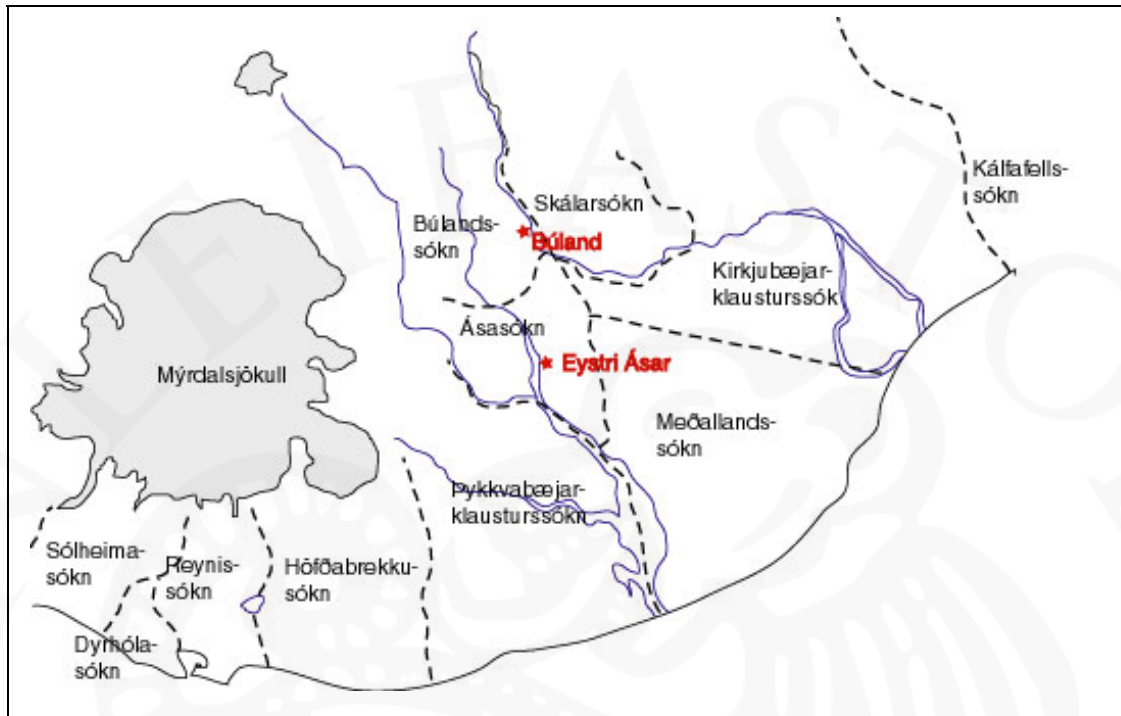 Kálfafells-
sókn
Skálarsókn
Búlands-
sókn
Búland
Kirkjubæjar-
klausturssók
Ásasókn
Eystri Ásar
Mýrdalsjökull
Meðallands-
sókn
Þykkvabæjar-
klausturssókn
Sólheima-
sókn
Reynis-
sókn
Höfðabrekku-
sókn
Dyrhóla-
sókn